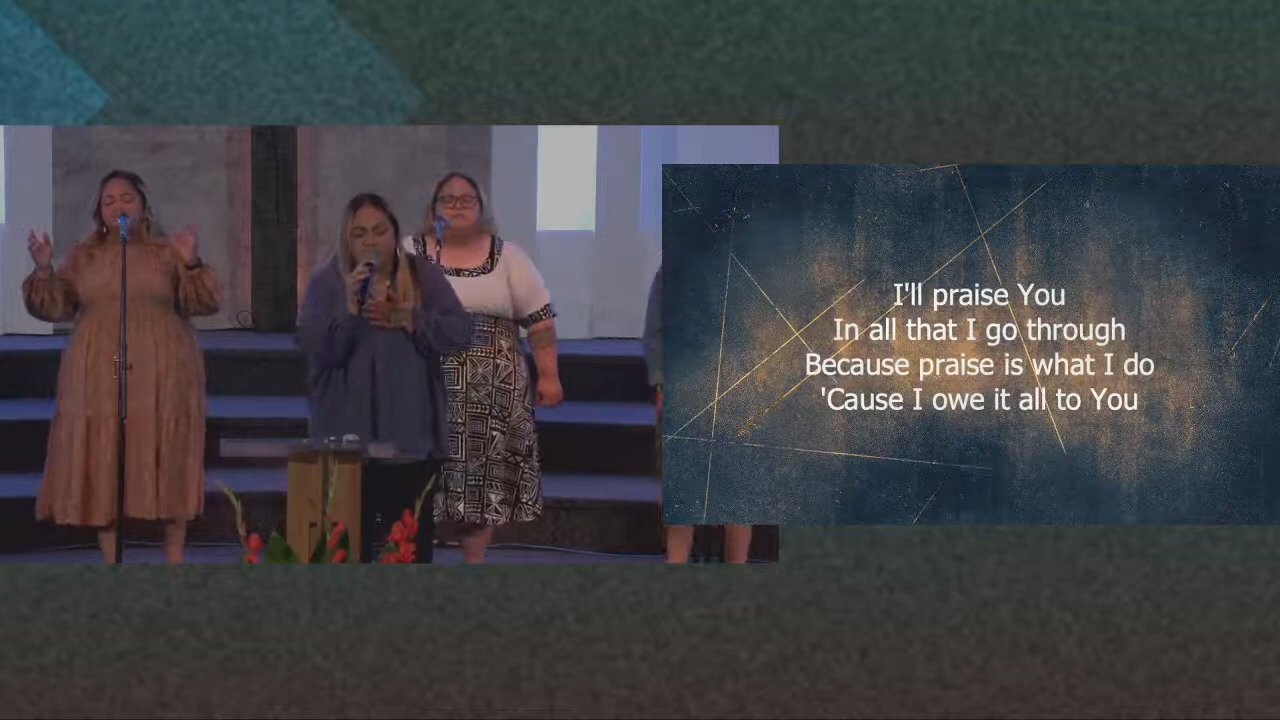 I'll praise You
In all that I go through
Because praise is what I do
'Cause I owe it all to You